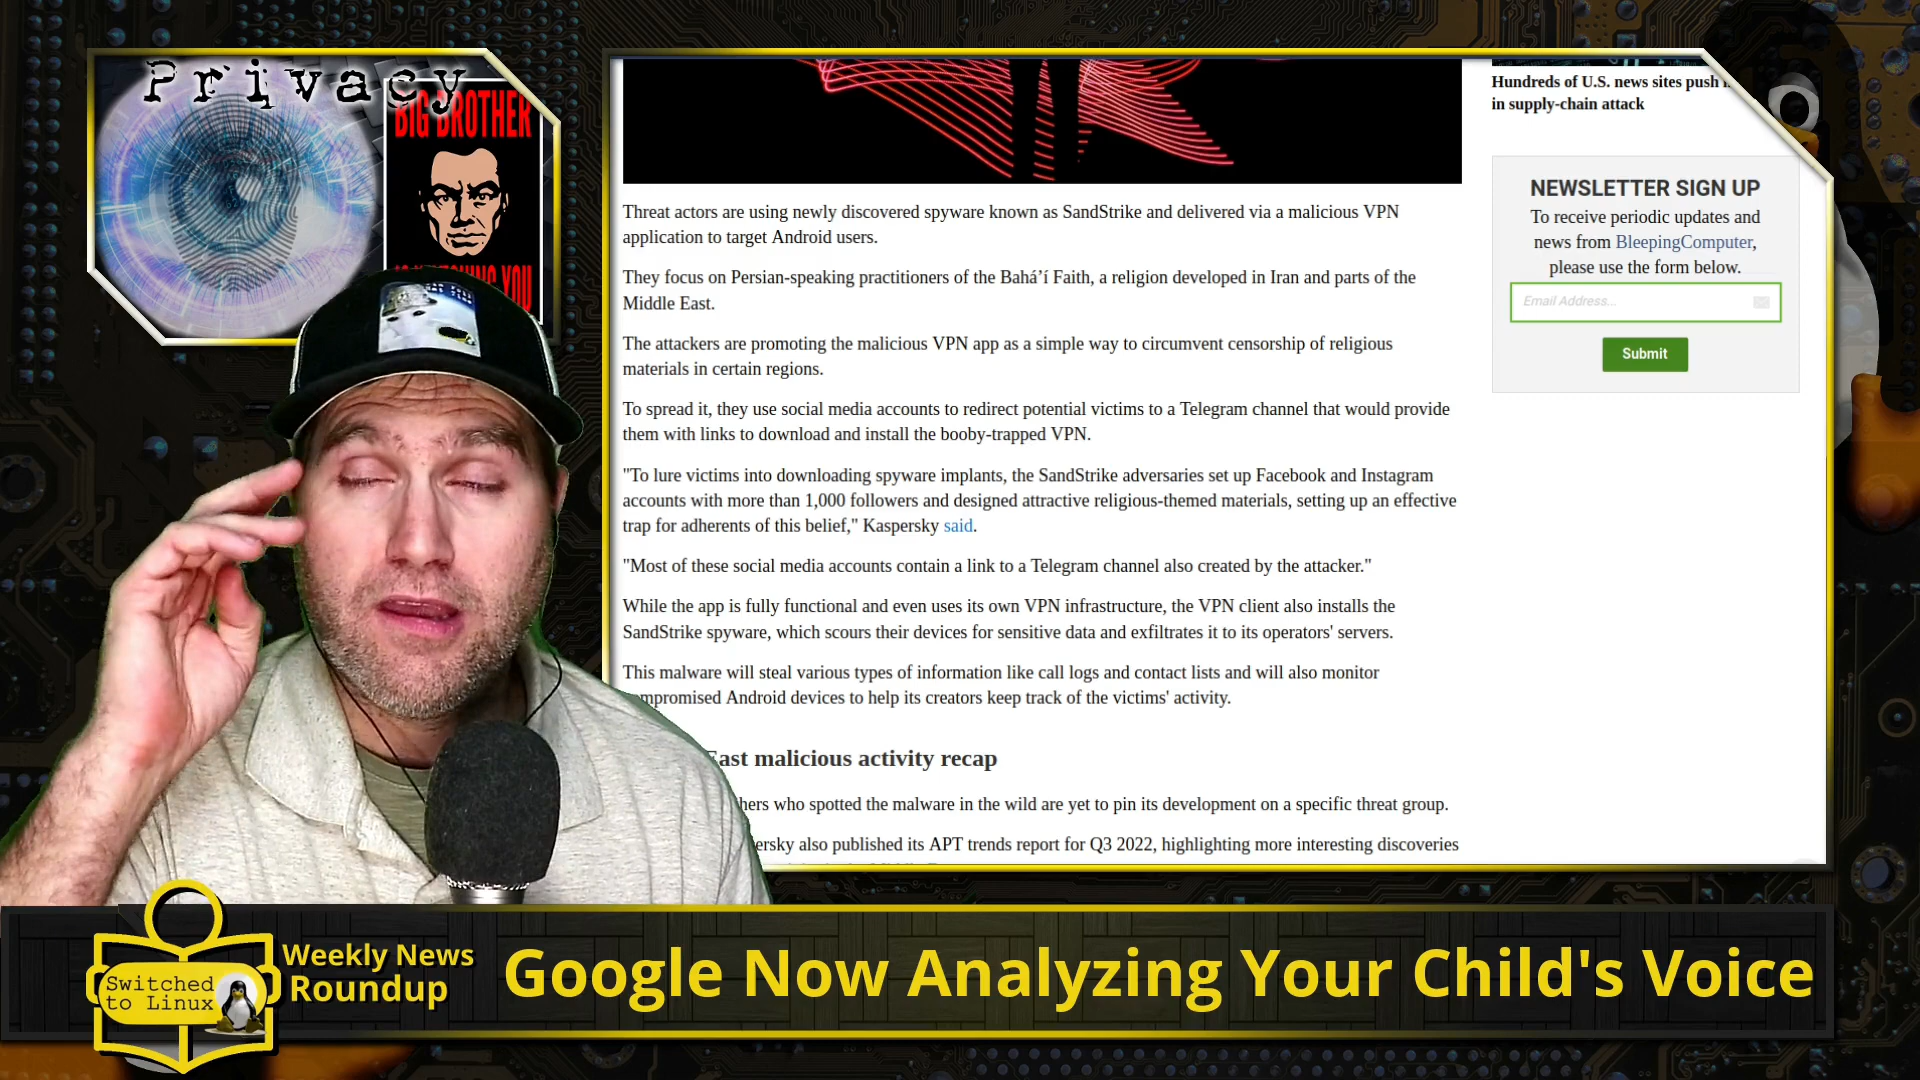 Privacy
BIG BROTHER
YOU
Threat actors are using newly discovered spyware known as SandStrike and delivered via a malicious VPN
application to target Android users.
They focus on Persian-speaking practitioners of the Bahá’í Faith, a religion developed in Iran and parts of the
Middle East.
The attackers are promoting the malicious VPN app as a simple way to circumvent censorship of religious
materials in certain regions.
To spread it, they use social media accounts to redirect potential victims to a Telegram channel that would provide
them with links to download and install the booby-trapped VPN.
"To lure victims into downloading spyware implants, the SandStrike adversaries set up Facebook and Instagram
accounts with more than 1,000 followers and designed attractive religious-themed materials, setting up an effective
trap for adherents of this belief," Kaspersky said.
"Most of these social media accounts contain a link to a Telegram channel also created by the attacker."
While the app is fully functional and even uses its own VPN infrastructure, the VPN client also installs the
SandStrike spyware, which scours their devices for sensitive data and exfiltrates it to its operators' servers.
This malware will steal various types of information like call logs and contact lists and will also monitor
Android devices to help its creators keep track of the victims' activity.
East malicious activity recap
who spotted the malware in the wild are yet to pin its development on a specific threat group.
also published its APT trends report for Q3 2022, highlighting more interesting discoveries
Hundreds of U.S. news sites push
in supply-chain attack
NEWSLETTER SIGN UP
To receive periodic updates and
news from BleepingComputer,
please use the form below.
Email Address...
Submit
Switched
to Linux
Weekly News
Roundup
Google Now Analyzing Your Child's Voice